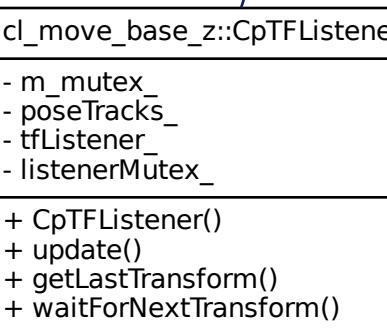 cl_move_base_z::CpTFListene
- m_mutex_
- poseTracks_
- tfListener_
- listenerMutex_
+ CpTFListener()
+ update()
+ getLastTransform()
+ waitForNextTransform()